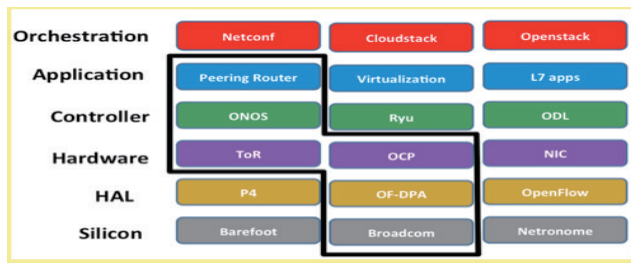 Orchestration Netconf Cloudstack Openstack
Application Peering Router Virtualization L7 apps
Controller ONOS Ryu ODL
Hardware ToR OCP NIC
HAL P4 OF-DPA OpenFlow
Silicon Barefoot Broadcom Netronome